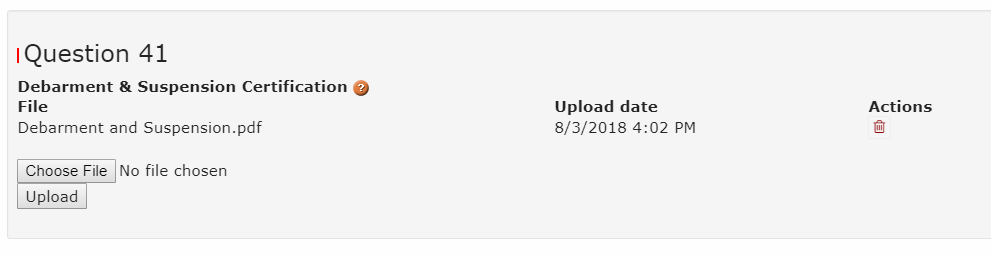 Question 41
Debarment & Suspension Certification ?
File Upload date Actions
Debarment and Suspension.pdf 8/3/2018 4:02 PM
Choose File No file chosen
Upload